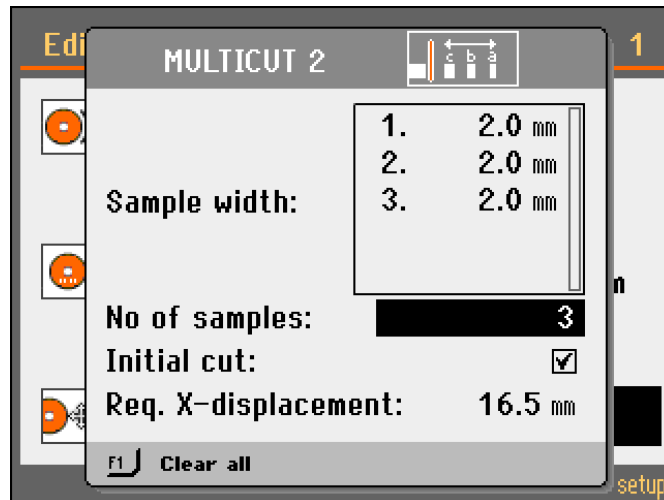 Edi
1
MULTICUT 2
c b a
1. 2.0 mm
2. 2.0 mm
Sample width: 3. 2.0 mm
No of samples: 3
Initial cut:
Req. X-displacement: 16.5 mm
F1 Clear all
setup